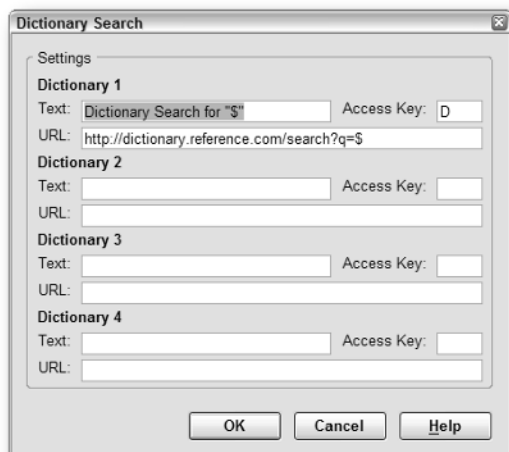 Dictionary Search
Settings
Dictionary 1
Text: Dictionary Search for "$" Access Key: D
URL: http://dictionary.reference.com/search?q=$
Dictionary 2
Text: Access Key:
URL:
Dictionary 3
Text: Access Key:
URL:
Dictionary 4
Text: Access Key:
URL:
OK Cancel Help